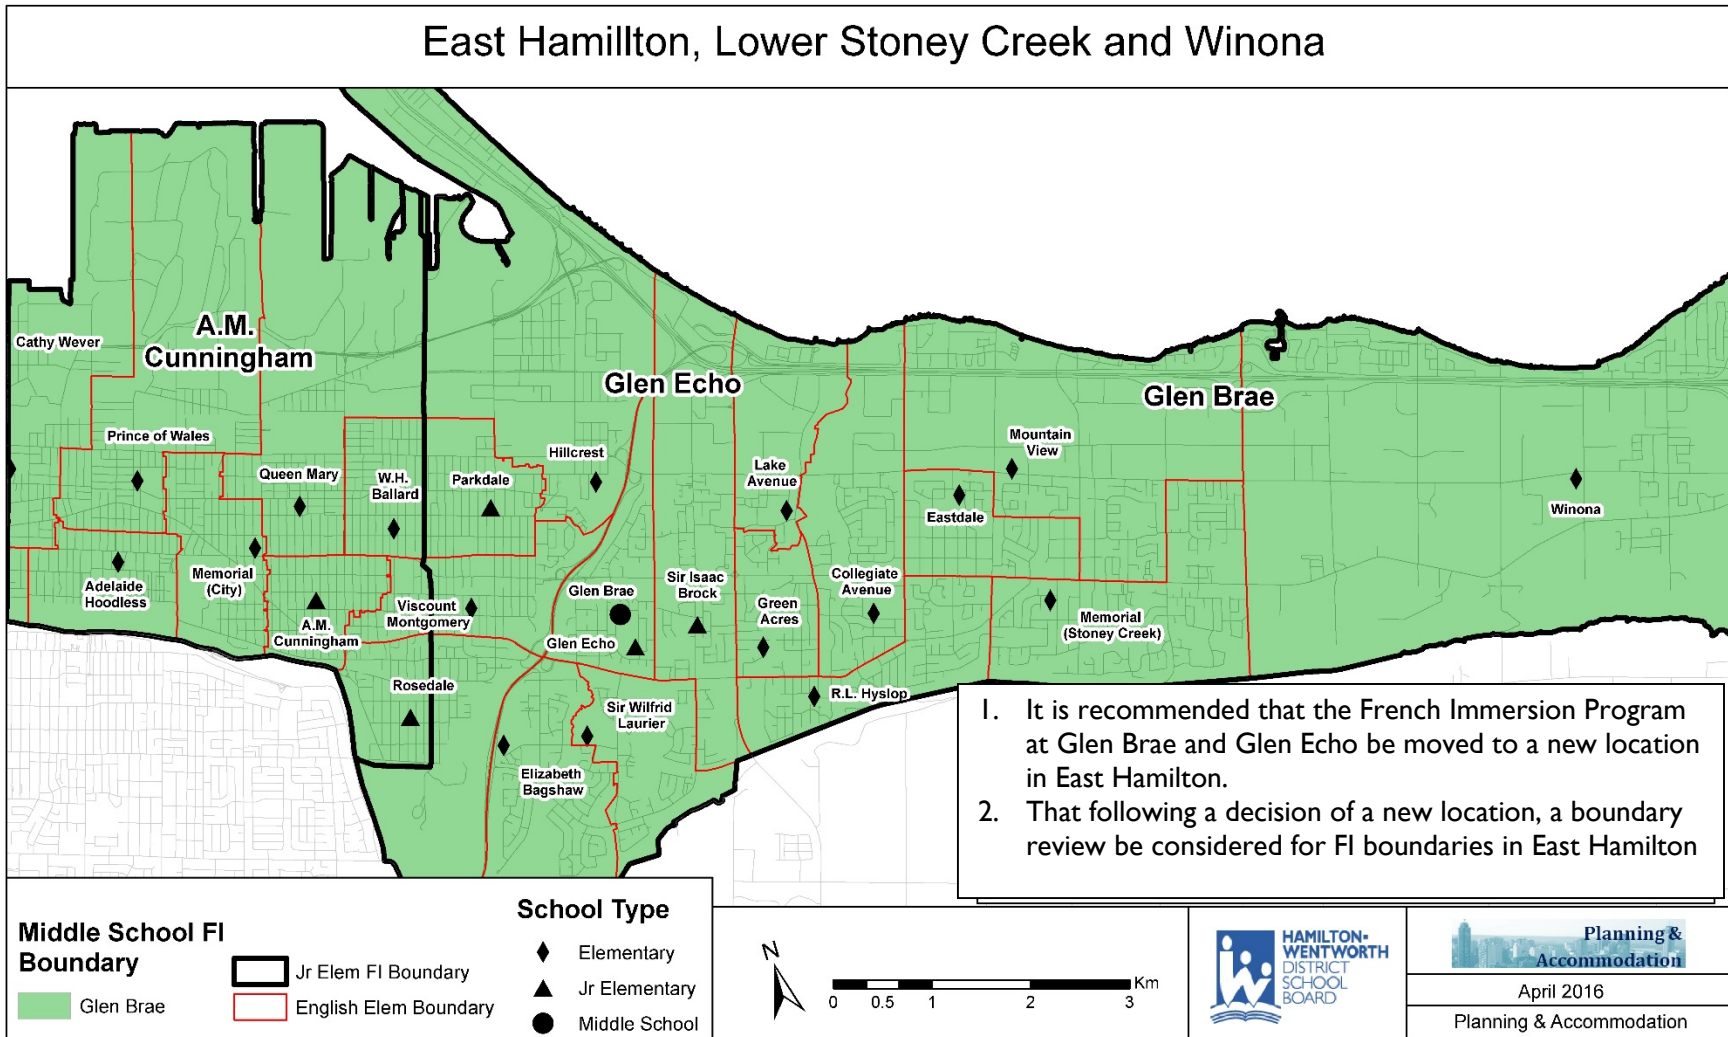 East Hamillton, Lower Stoney Creek and Winona
Cathy Wever
A.M.
Cunningham
Glen Echo
Glen Brae
Prince of Wales
Queen Mary
W.H.
Ballard
Parkdale
Hillcrest
Lake
Avenue
Mountain
View
Eastdale
Winona
Adelaide
Hoodless
Memorial
(City)
A.M.
Cunningham
Viscount
Montgomery
Glen Brae
Glen Echo
Sir Isaac
Brock
Green
Acres
Collegiate
Avenue
Memorial
(Stoney Creek)
Rosedale
Sir Wilfrid
Laurier
R.L. Hyslop
Elizabeth
Bagshaw
1. It is recommended that the French Immersion Program
at Glen Brae and Glen Echo be moved to a new location
in East Hamilton.
2. That following a decision of a new location, a boundary
review be considered for FI boundaries in East Hamilton
Middle School FI
Boundary
Glen Brae
Jr Elem FI Boundary
English Elem Boundary
School Type
Elementary
Jr Elementary
Middle School
N
0 0.5 1 2 3 Km
HAMILTON-
WENTWORTH
DISTRICT
SCHOOL
BOARD
Planning &
Accommodation
April 2016
Planning & Accommodation